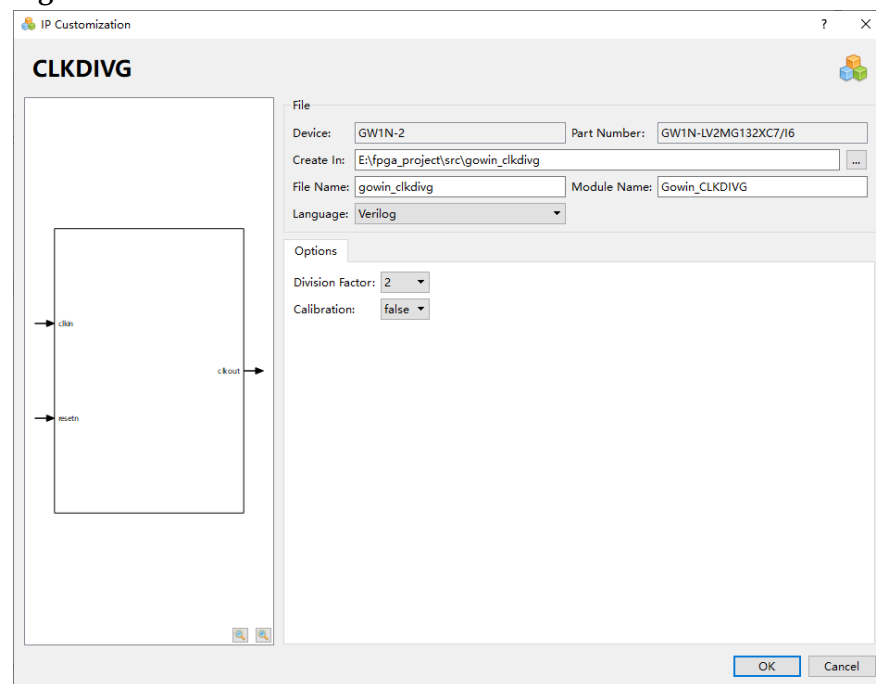 IP Customization ? ×
CLKDIVG
File
Device: GW1N-2 Part Number: GW1N-LV2MG132XC7/I6
Create In: E:\fpga_project\src\gowin_clkdivg ...
File Name: gowin_clkdivg Module Name: Gowin_CLKDIVG
Language: Verilog
Options
Division Factor: 2
Calibration: false
clkin
clkout
resetn
OK Cancel